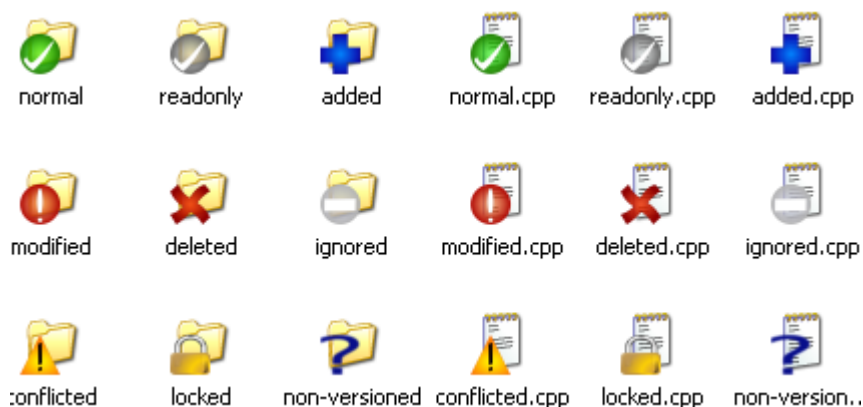 normal readonly added normal.cpp readonly.cpp added.cpp
modified deleted ignored modified.cpp deleted.cpp ignored.cpp
conflicted locked non-versioned conflicted.cpp locked.cpp non-version..